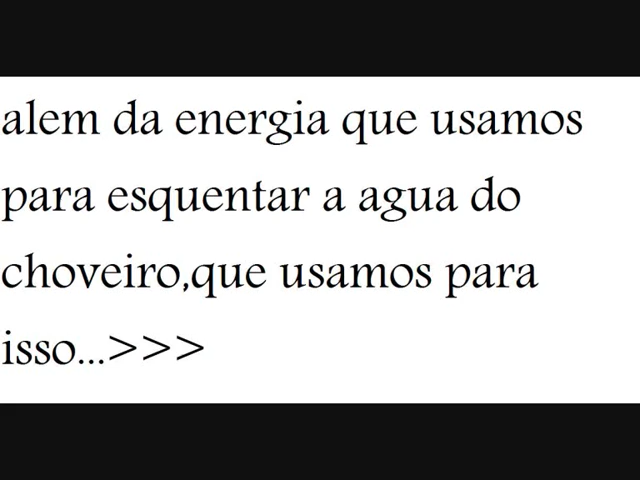 alem da energia que usamos
para esquentar a agua do
choveiro,que usamos para
isso...>>>